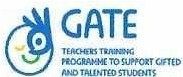 GATE
TEACHERS TRAINING
PROGRAMME TO SUPPORT GIFTED
AND TALENTED STUDENTS